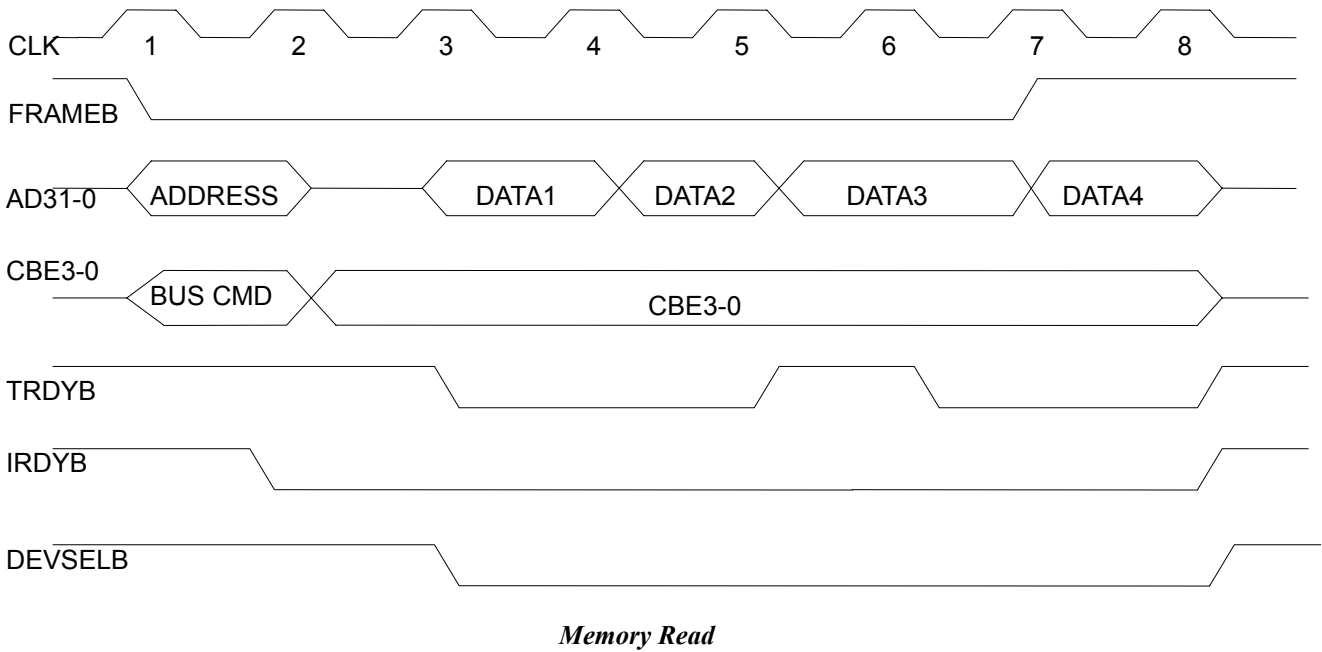 CLK 1 2 3 4 5 6 7 8
FRAMEB
AD31-0 ADDRESS DATA1 DATA2 DATA3 DATA4
CBE3-0
BUS CMD CBE3-0
TRDYB
IRDYB
DEVSELB
Memory Read